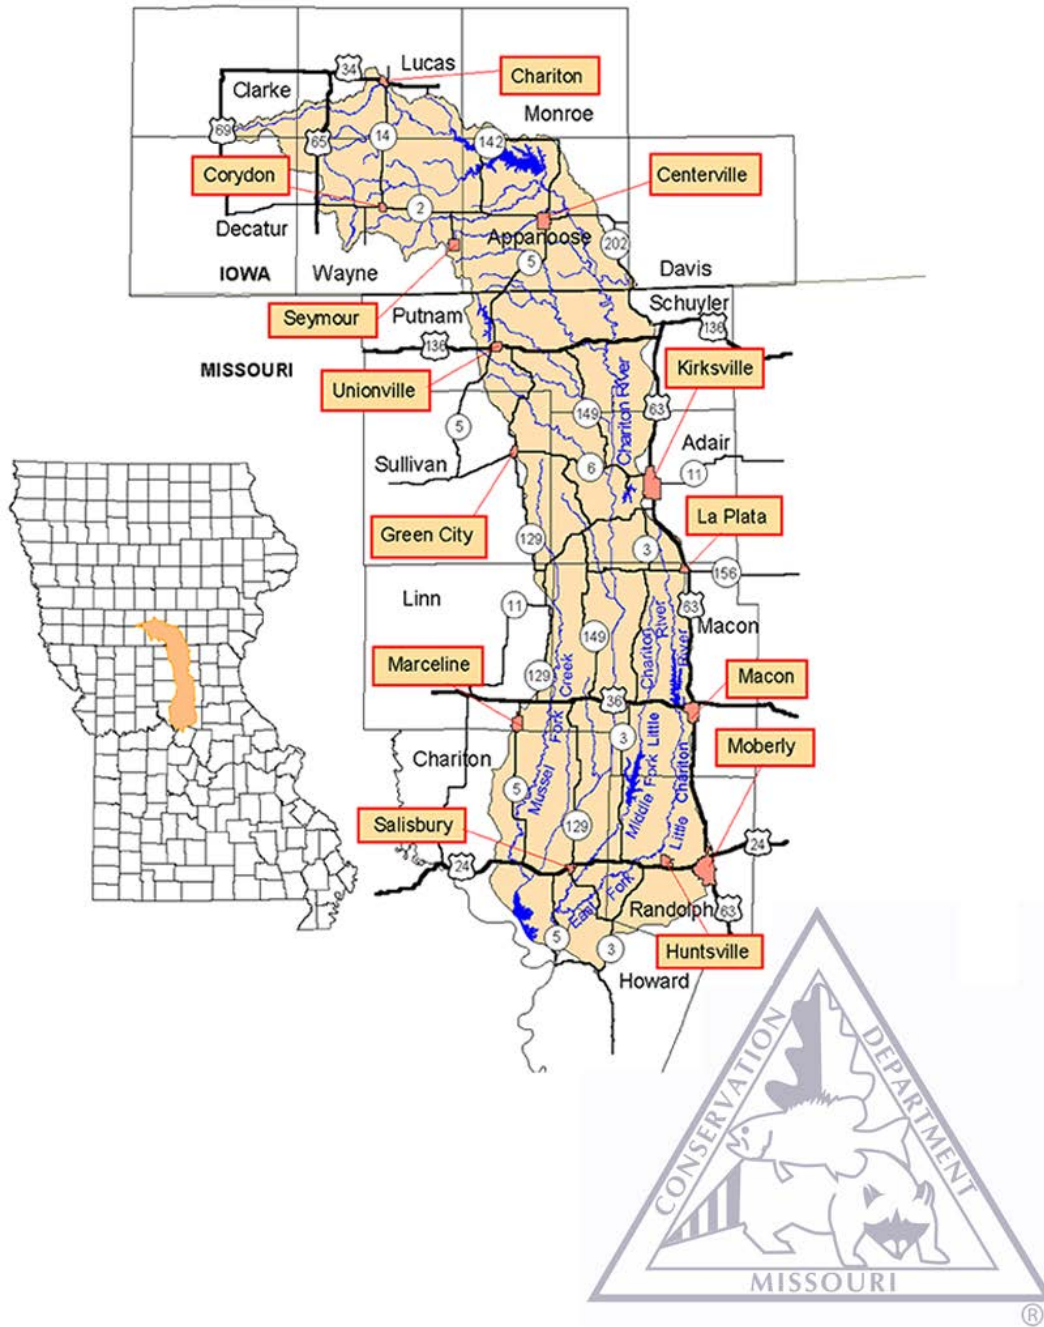 34
Lucas
Chariton
Clarke
Monroe
69
65
14
142
Corydon
Centerville
2
Decatur
Appanoose
202
5
IOWA
Wayne
Davis
Schuyler
Seymour
Putnam
136
136
MISSOURI
Kirksville
Unionville
Chariton River
149
63
5
Adair
Sullivan
6
11
La Plata
Green City
129
3
156
Linn
11
63
Macon
149
Chariton River
River
Marceline
129
Mussel Fork Creek
Macon
36
3
Moberly
Chariton
5
Middle Fork Little
Little Chariton
129
Salisbury
24
24
East Fork
Randolph
63
5
3
Huntsville
Howard
CONSERVATION
DEPARTMENT
MISSOURI
®